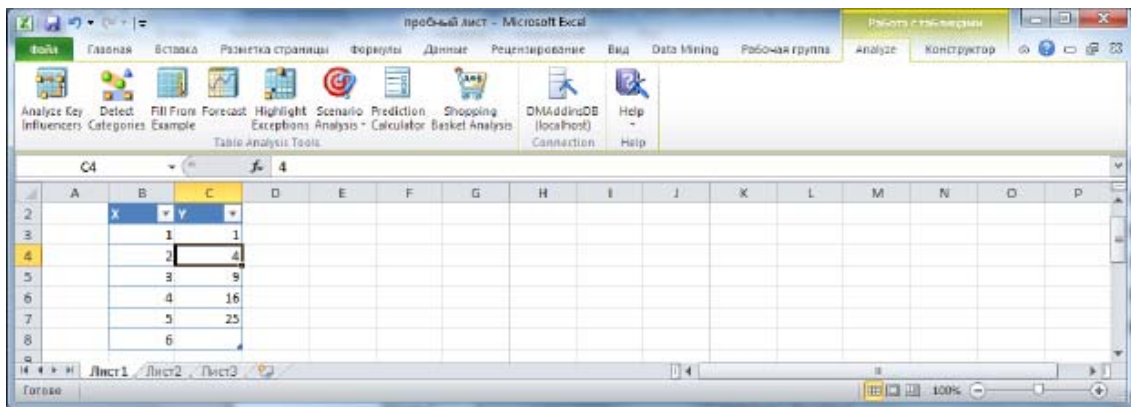 пробный лист - Microsoft Excel
Работа с таблицами
Файл Главная Вставка Разметка страницы Формулы Данные Рецензирование Вид Data Mining Рабочая группа Analyze Конструктор
Analyze Key Influencers
Detect Categories
Fill From Example
Forecast
Highlight Exceptions
Scenario Analysis
Prediction Calculator
Shopping Basket Analysis
DMAddinsDB (localhost)
Help
Table Analysis Tools
Connection
Help
C4 fx 4
A B C D E F G H I J K L M N O P
2 X Y
3 1 1
4 2 4
5 3 9
6 4 16
7 5 25
8 6
9
Лист1 Лист2 Лист3
Готово 100%